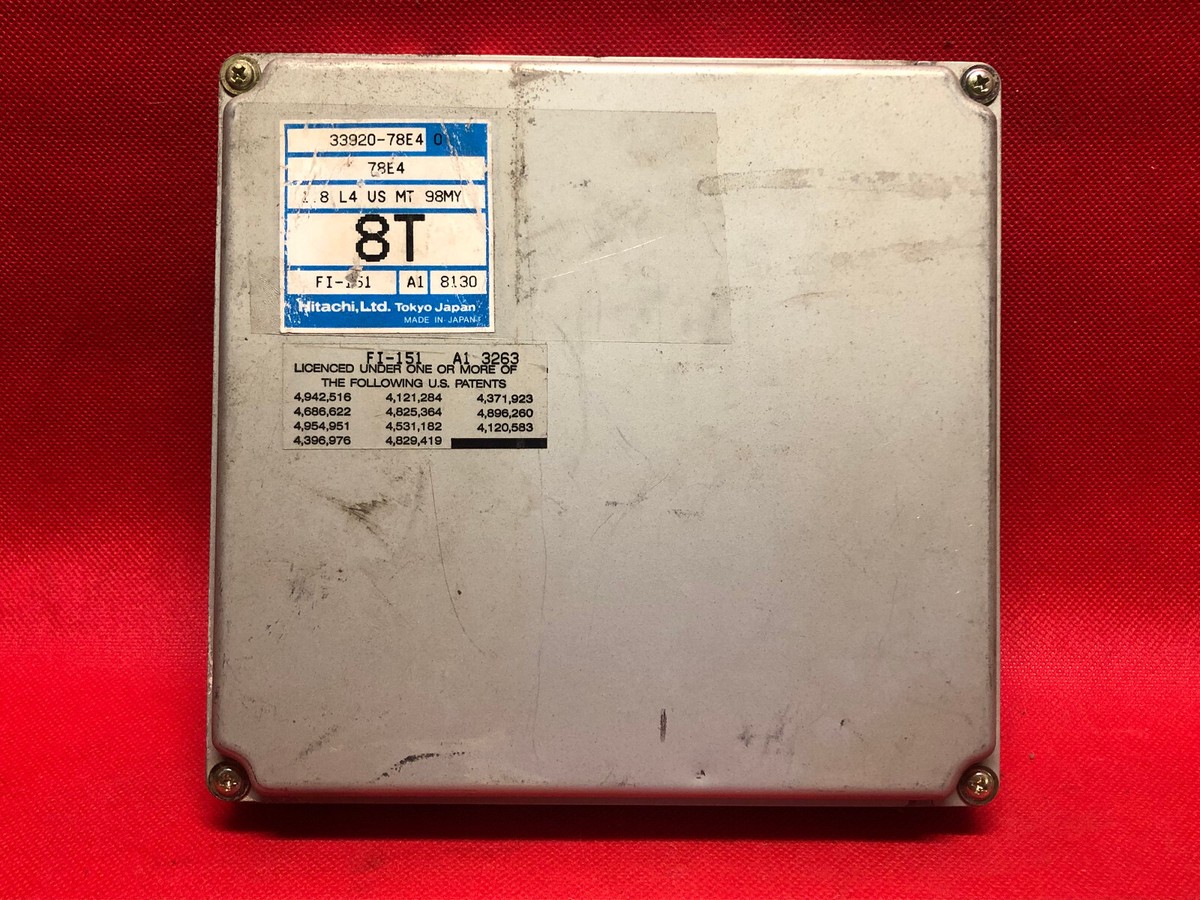 33920-78E4 0
78E4
.8 L4 US MT 98MY
8T
FI-151 A1 8130
Hitachi,Ltd. Tokyo Japan
MADE IN JAPAN
FI-151 A1 3263
LICENCED UNDER ONE OR MORE OF
THE FOLLOWING U.S. PATENTS
4,942,516 4,121,284 4,371,923
4,686,622 4,825,364 4,896,260
4,954,951 4,531,182 4,120,583
4,396,976 4,829,419